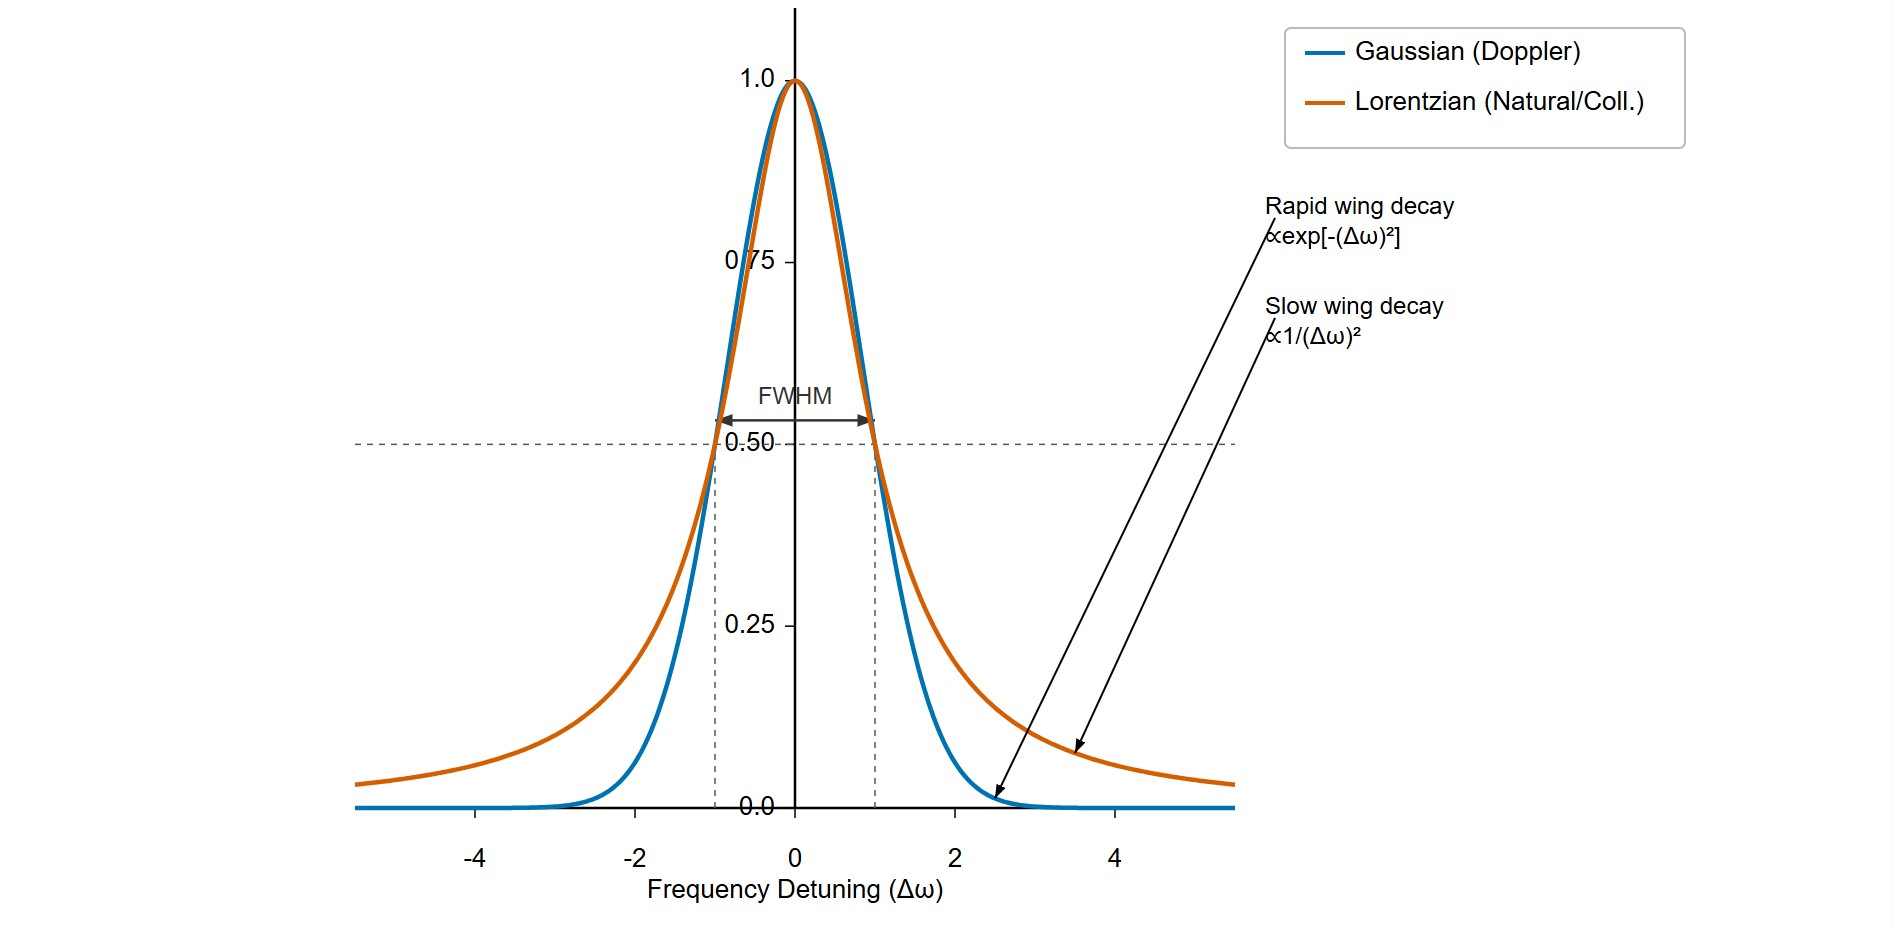 Gaussian (Doppler)
Lorentzian (Natural/Coll.)
Rapid wing decay
∝exp[-(Δω)²]
Slow wing decay
∝1/(Δω)²
1.0
0.75
FWHM
0.50
0.25
0.0
-4
-2
0
2
4
Frequency Detuning (Δω)